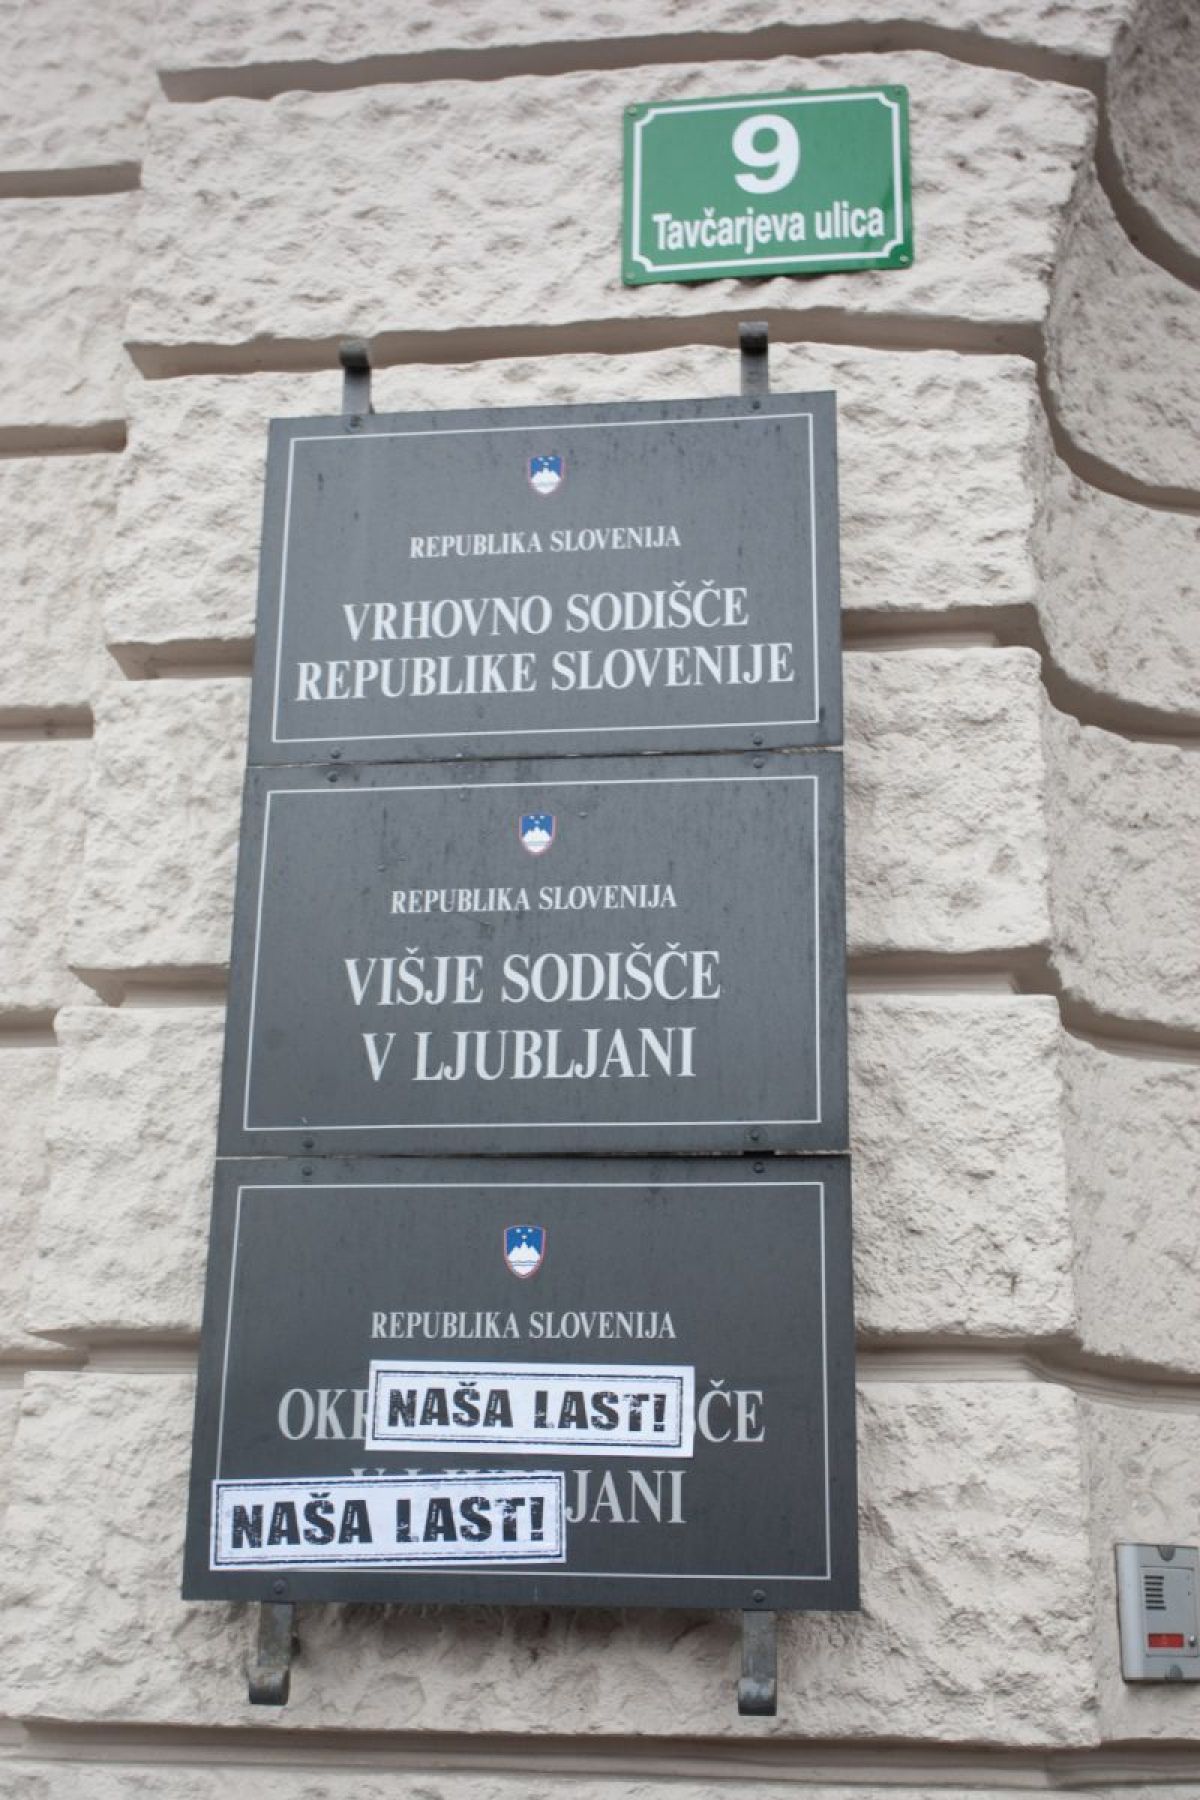 9
Tavčarjeva ulica
REPUBLIKA SLOVENIJA
VRHOVNO SODIŠČE
REPUBLIKE SLOVENIJE
REPUBLIKA SLOVENIJA
VIŠJE SODIŠČE
V LJUBLJANI
REPUBLIKA SLOVENIJA
NAŠA LAST!
NAŠA LAST!